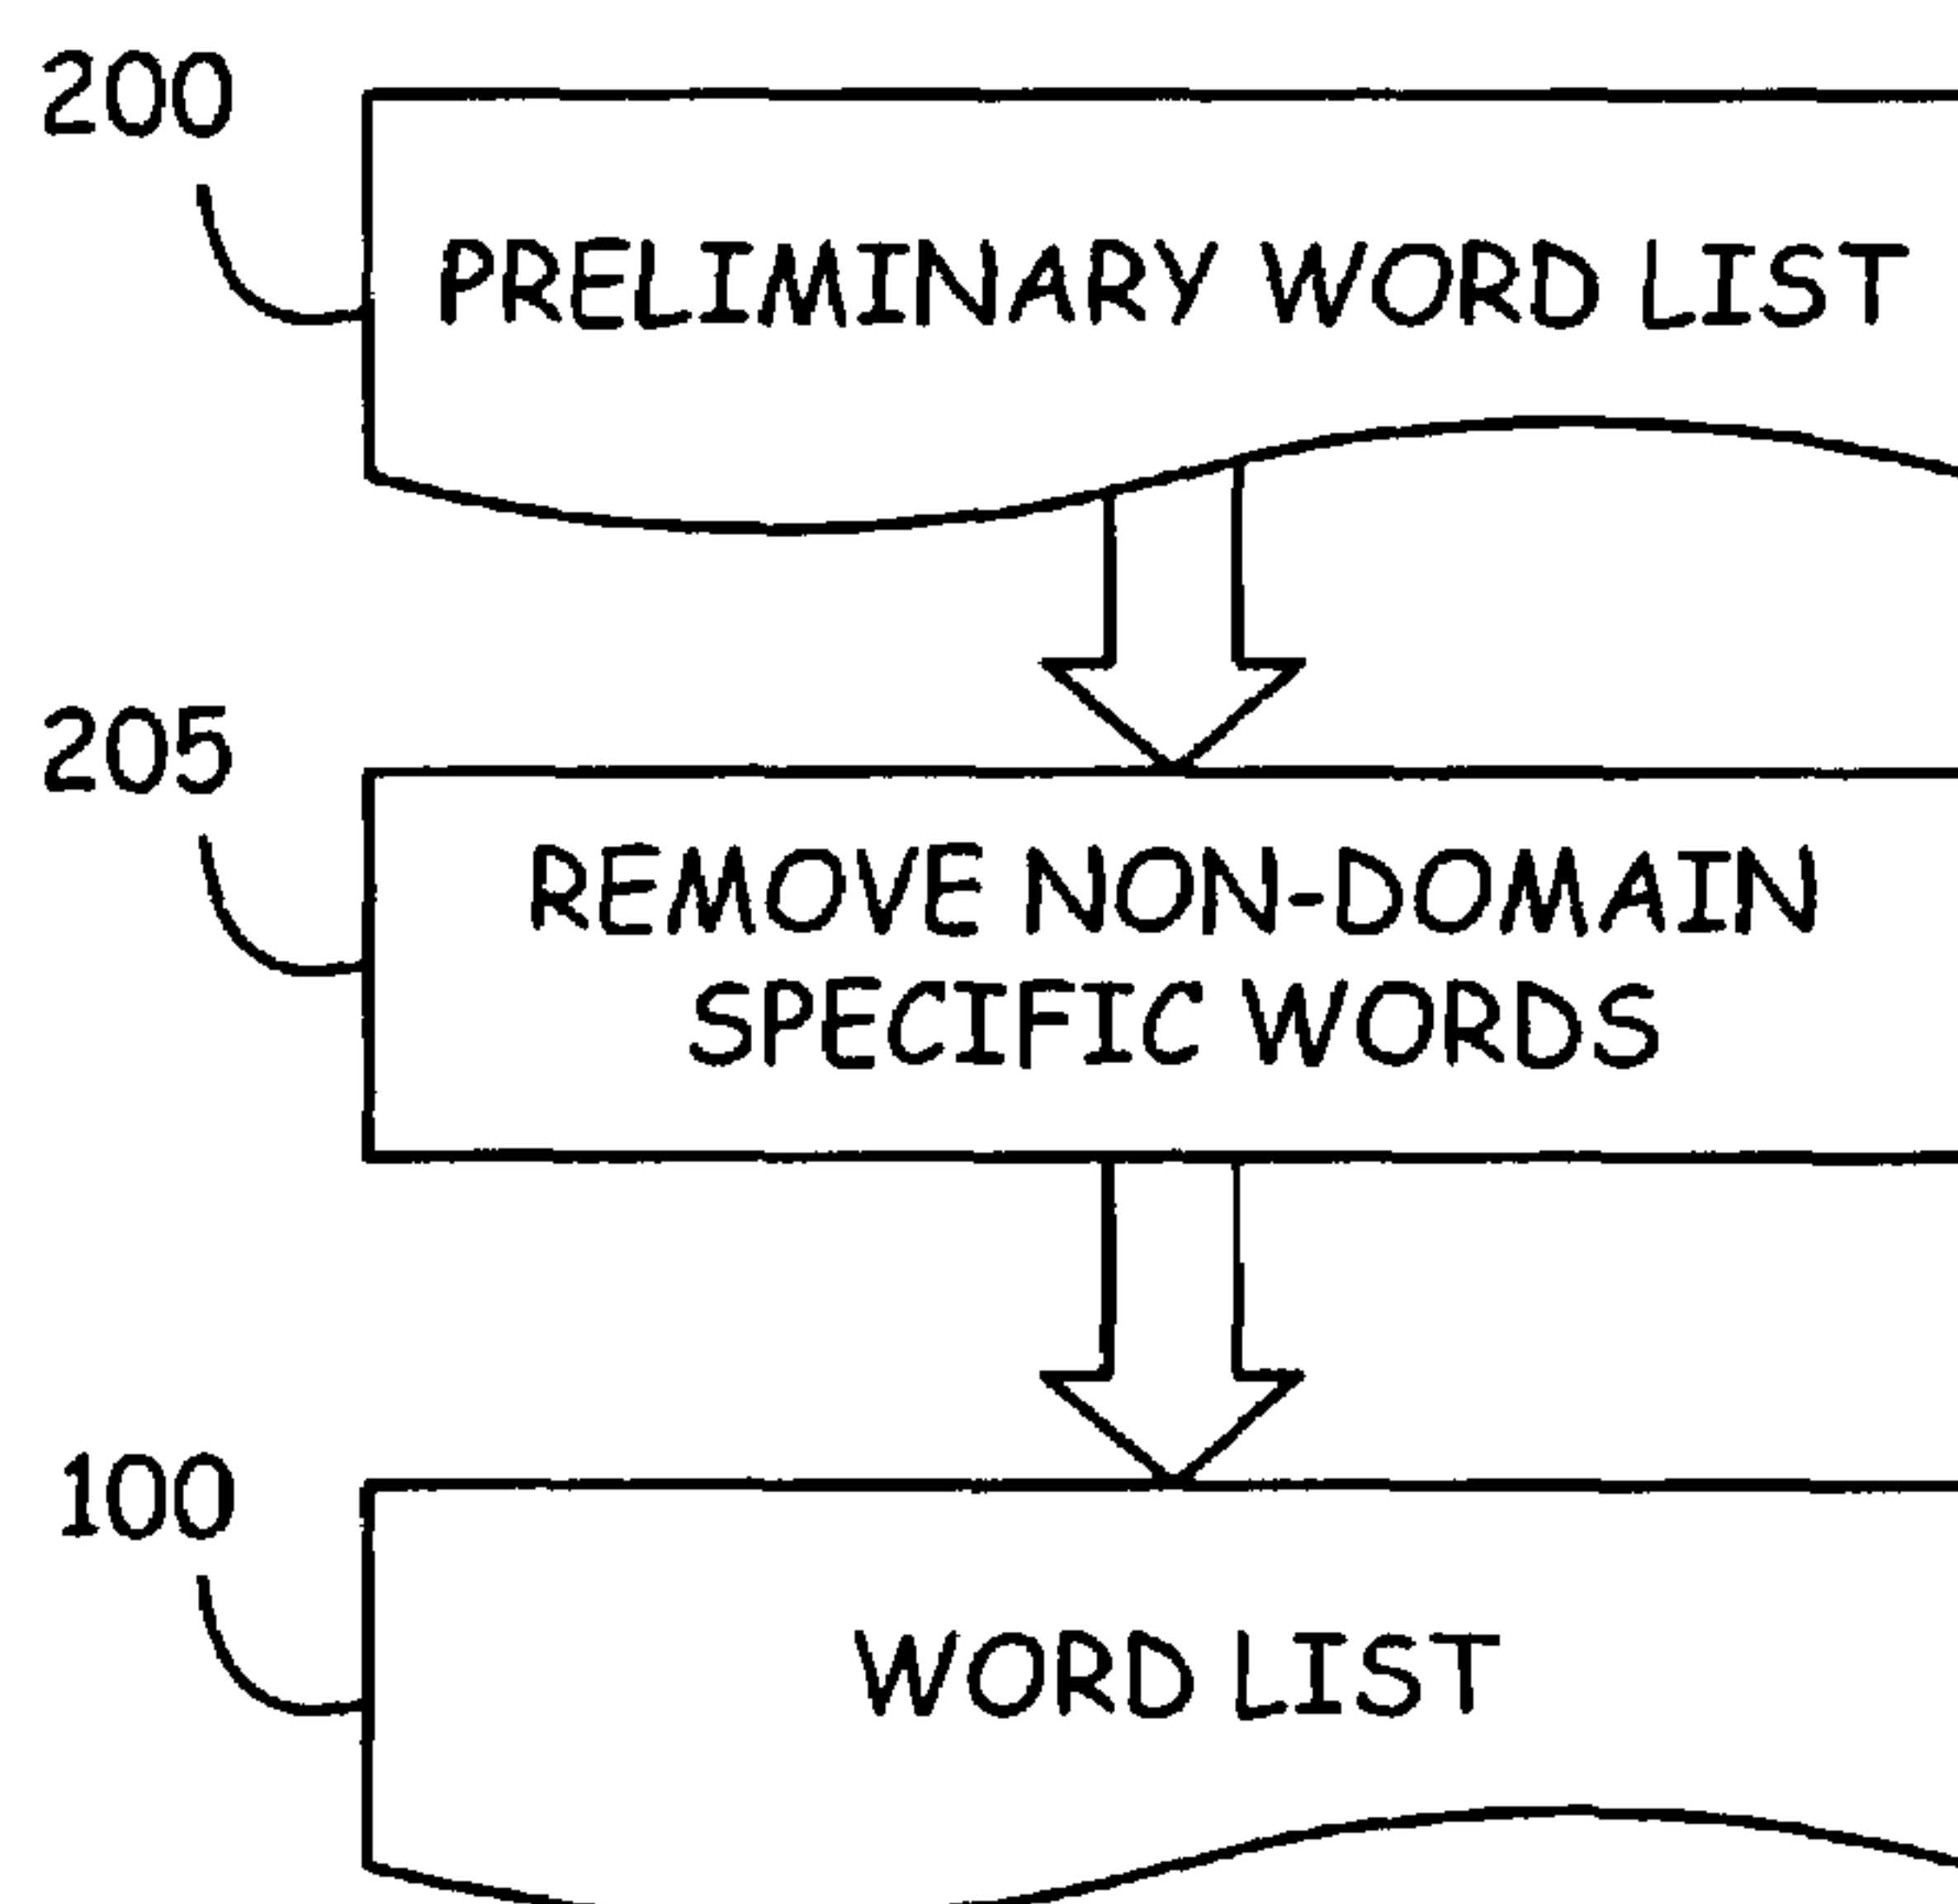 200
PRELIMINARY WORD LIST
205
REMOVE NON-DOMAIN
SPECIFIC WORDS
100
WORD LIST